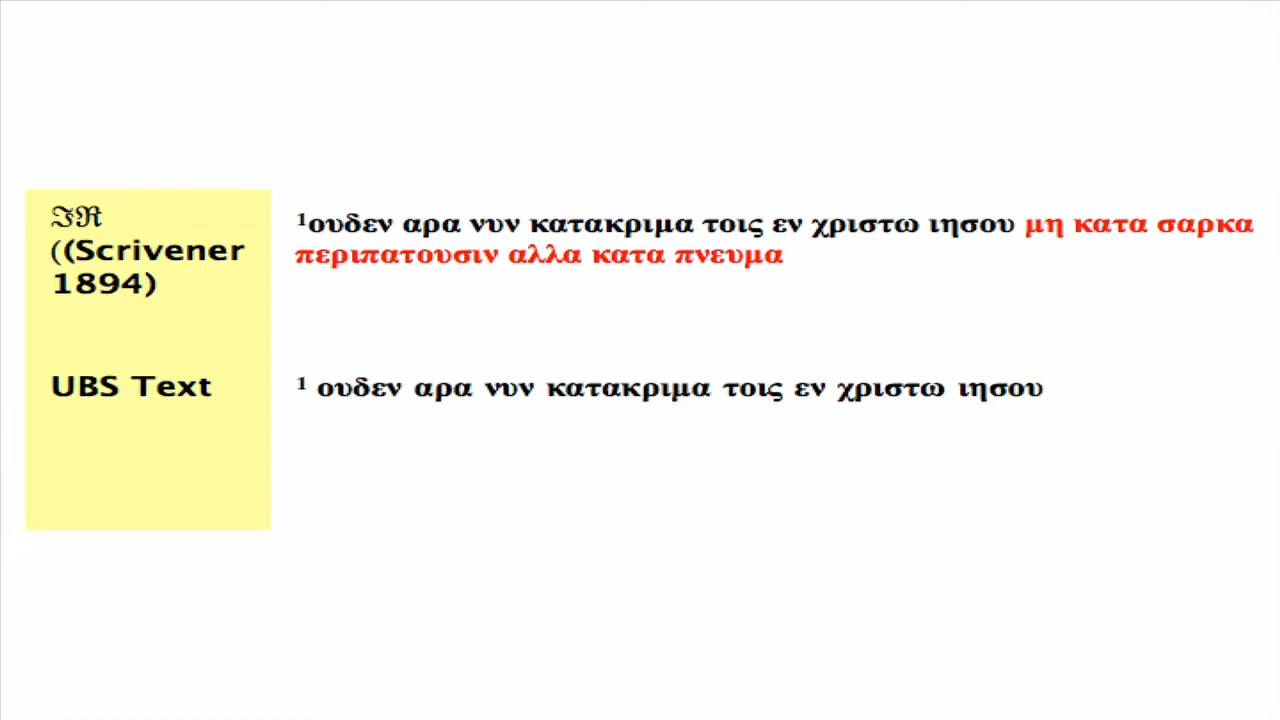 ℑℜ
((Scrivener
1894)
¹ουδεν αρα νυν κατακριμα τοις εν χριστω ιησου μη κατα σαρκα
περιπατουσιν αλλα κατα πνευμα
UBS Text
¹ ουδεν αρα νυν κατακριμα τοις εν χριστω ιησου